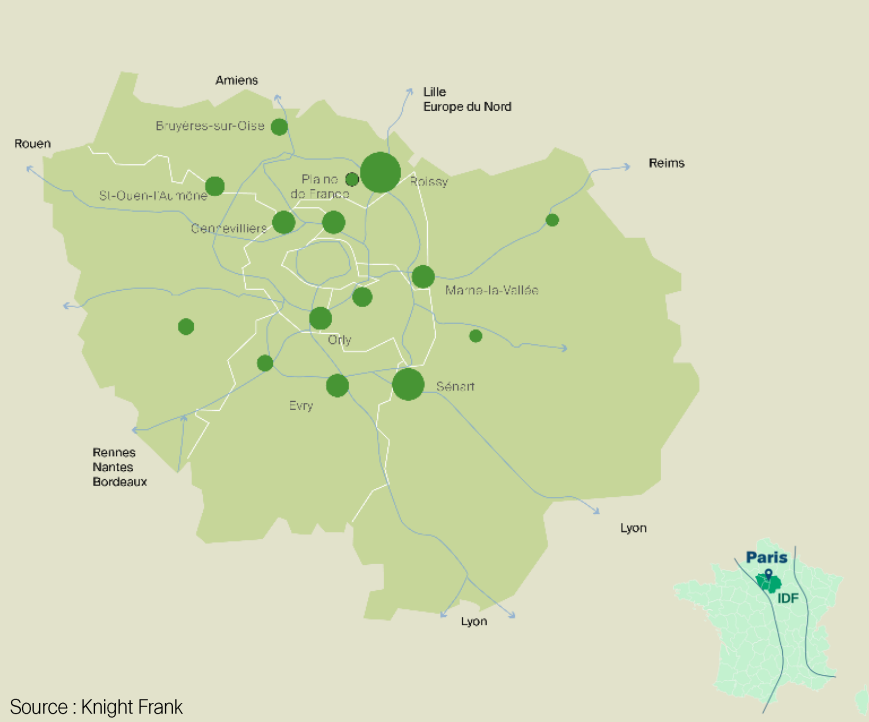 Amiens
Lille
Europe du Nord
Bruyères-sur-Oise
Rouen
Reims
Plaine
de France
Roissy
St-Ouen-l'Aumône
Gennevilliers
Marne-la-Vallée
Orly
Sénart
Evry
Rennes
Nantes
Bordeaux
Lyon
Paris
IDF
Lyon
Source : Knight Frank